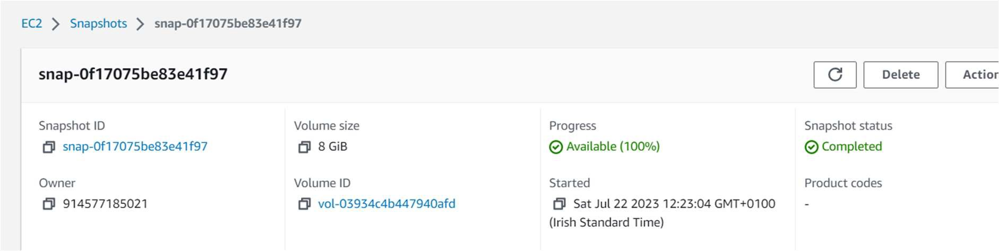 EC2 > Snapshots > snap-0f17075be83e41f97
snap-0f17075be83e41f97
Delete
Action
Snapshot ID
snap-0f17075be83e41f97
Volume size
8 GiB
Progress
Available (100%)
Snapshot status
Completed
Owner
914577185021
Volume ID
vol-03934c4b447940afd
Started
Sat Jul 22 2023 12:23:04 GMT+0100
(Irish Standard Time)
Product codes
-